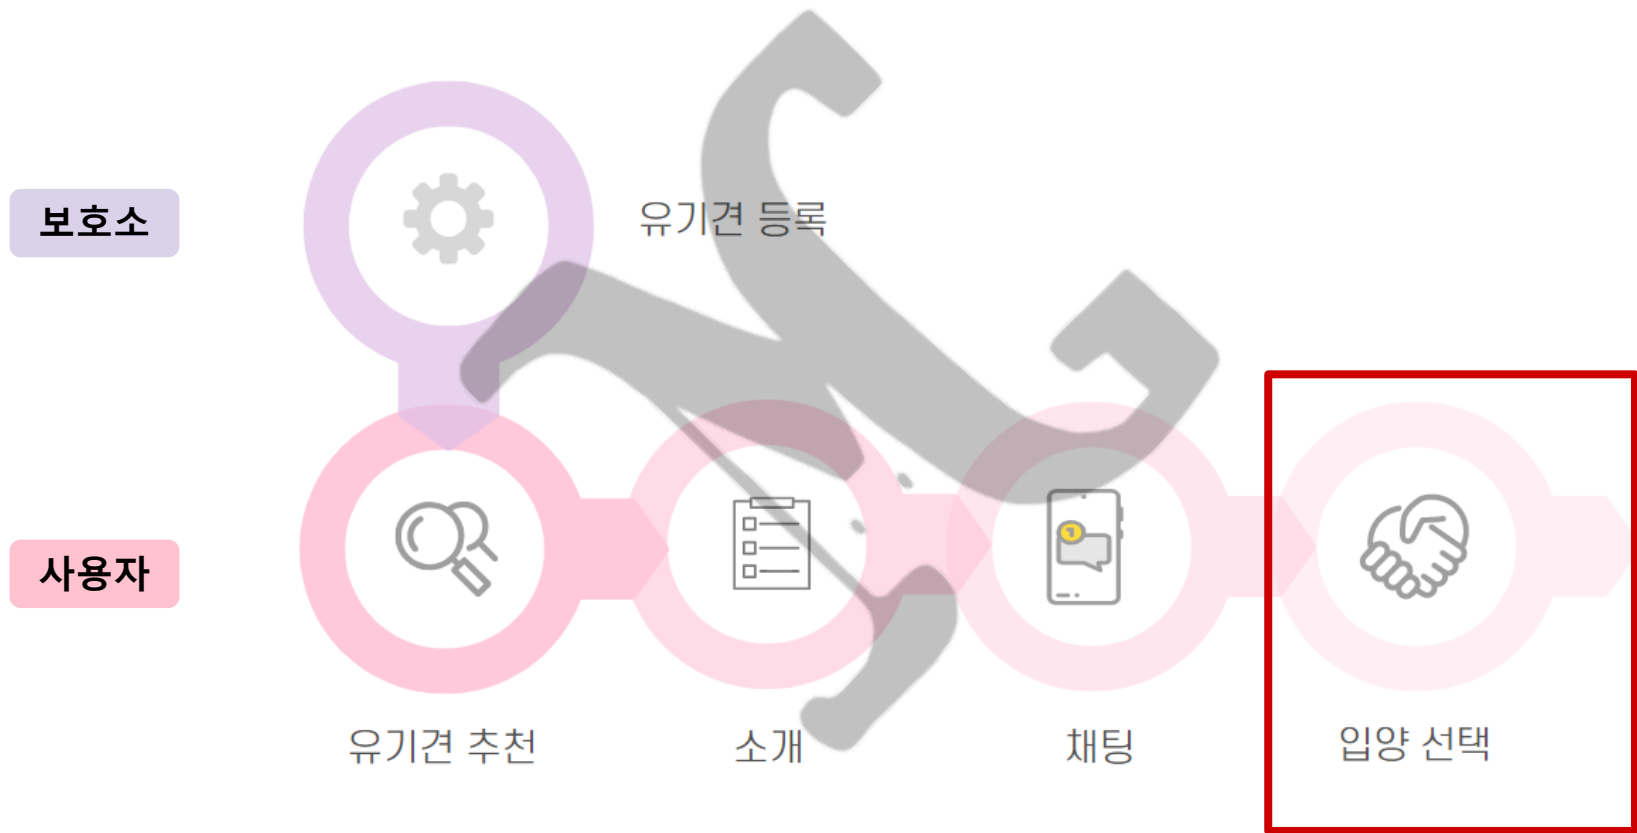 보호소
유기견 등록
사용자
유기견 추천
소개
채팅
입양 선택